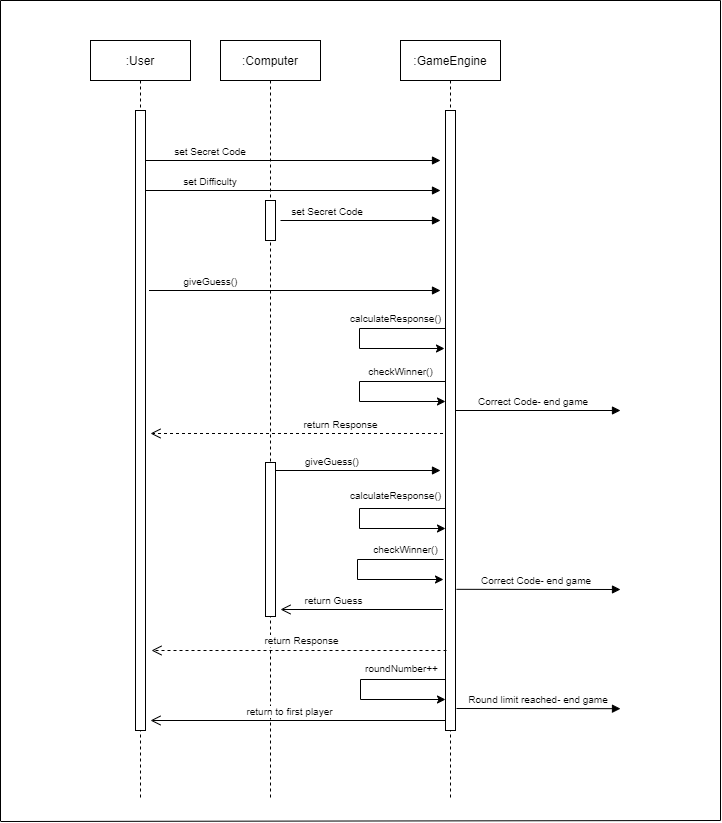 :User
:Computer
:GameEngine
set Secret Code
set Difficulty
set Secret Code
giveGuess()
calculateResponse()
checkWinner()
Correct Code- end game
return Response
giveGuess()
calculateResponse()
checkWinner()
Correct Code- end game
return Guess
return Response
roundNumber++
Round limit reached- end game
return to first player